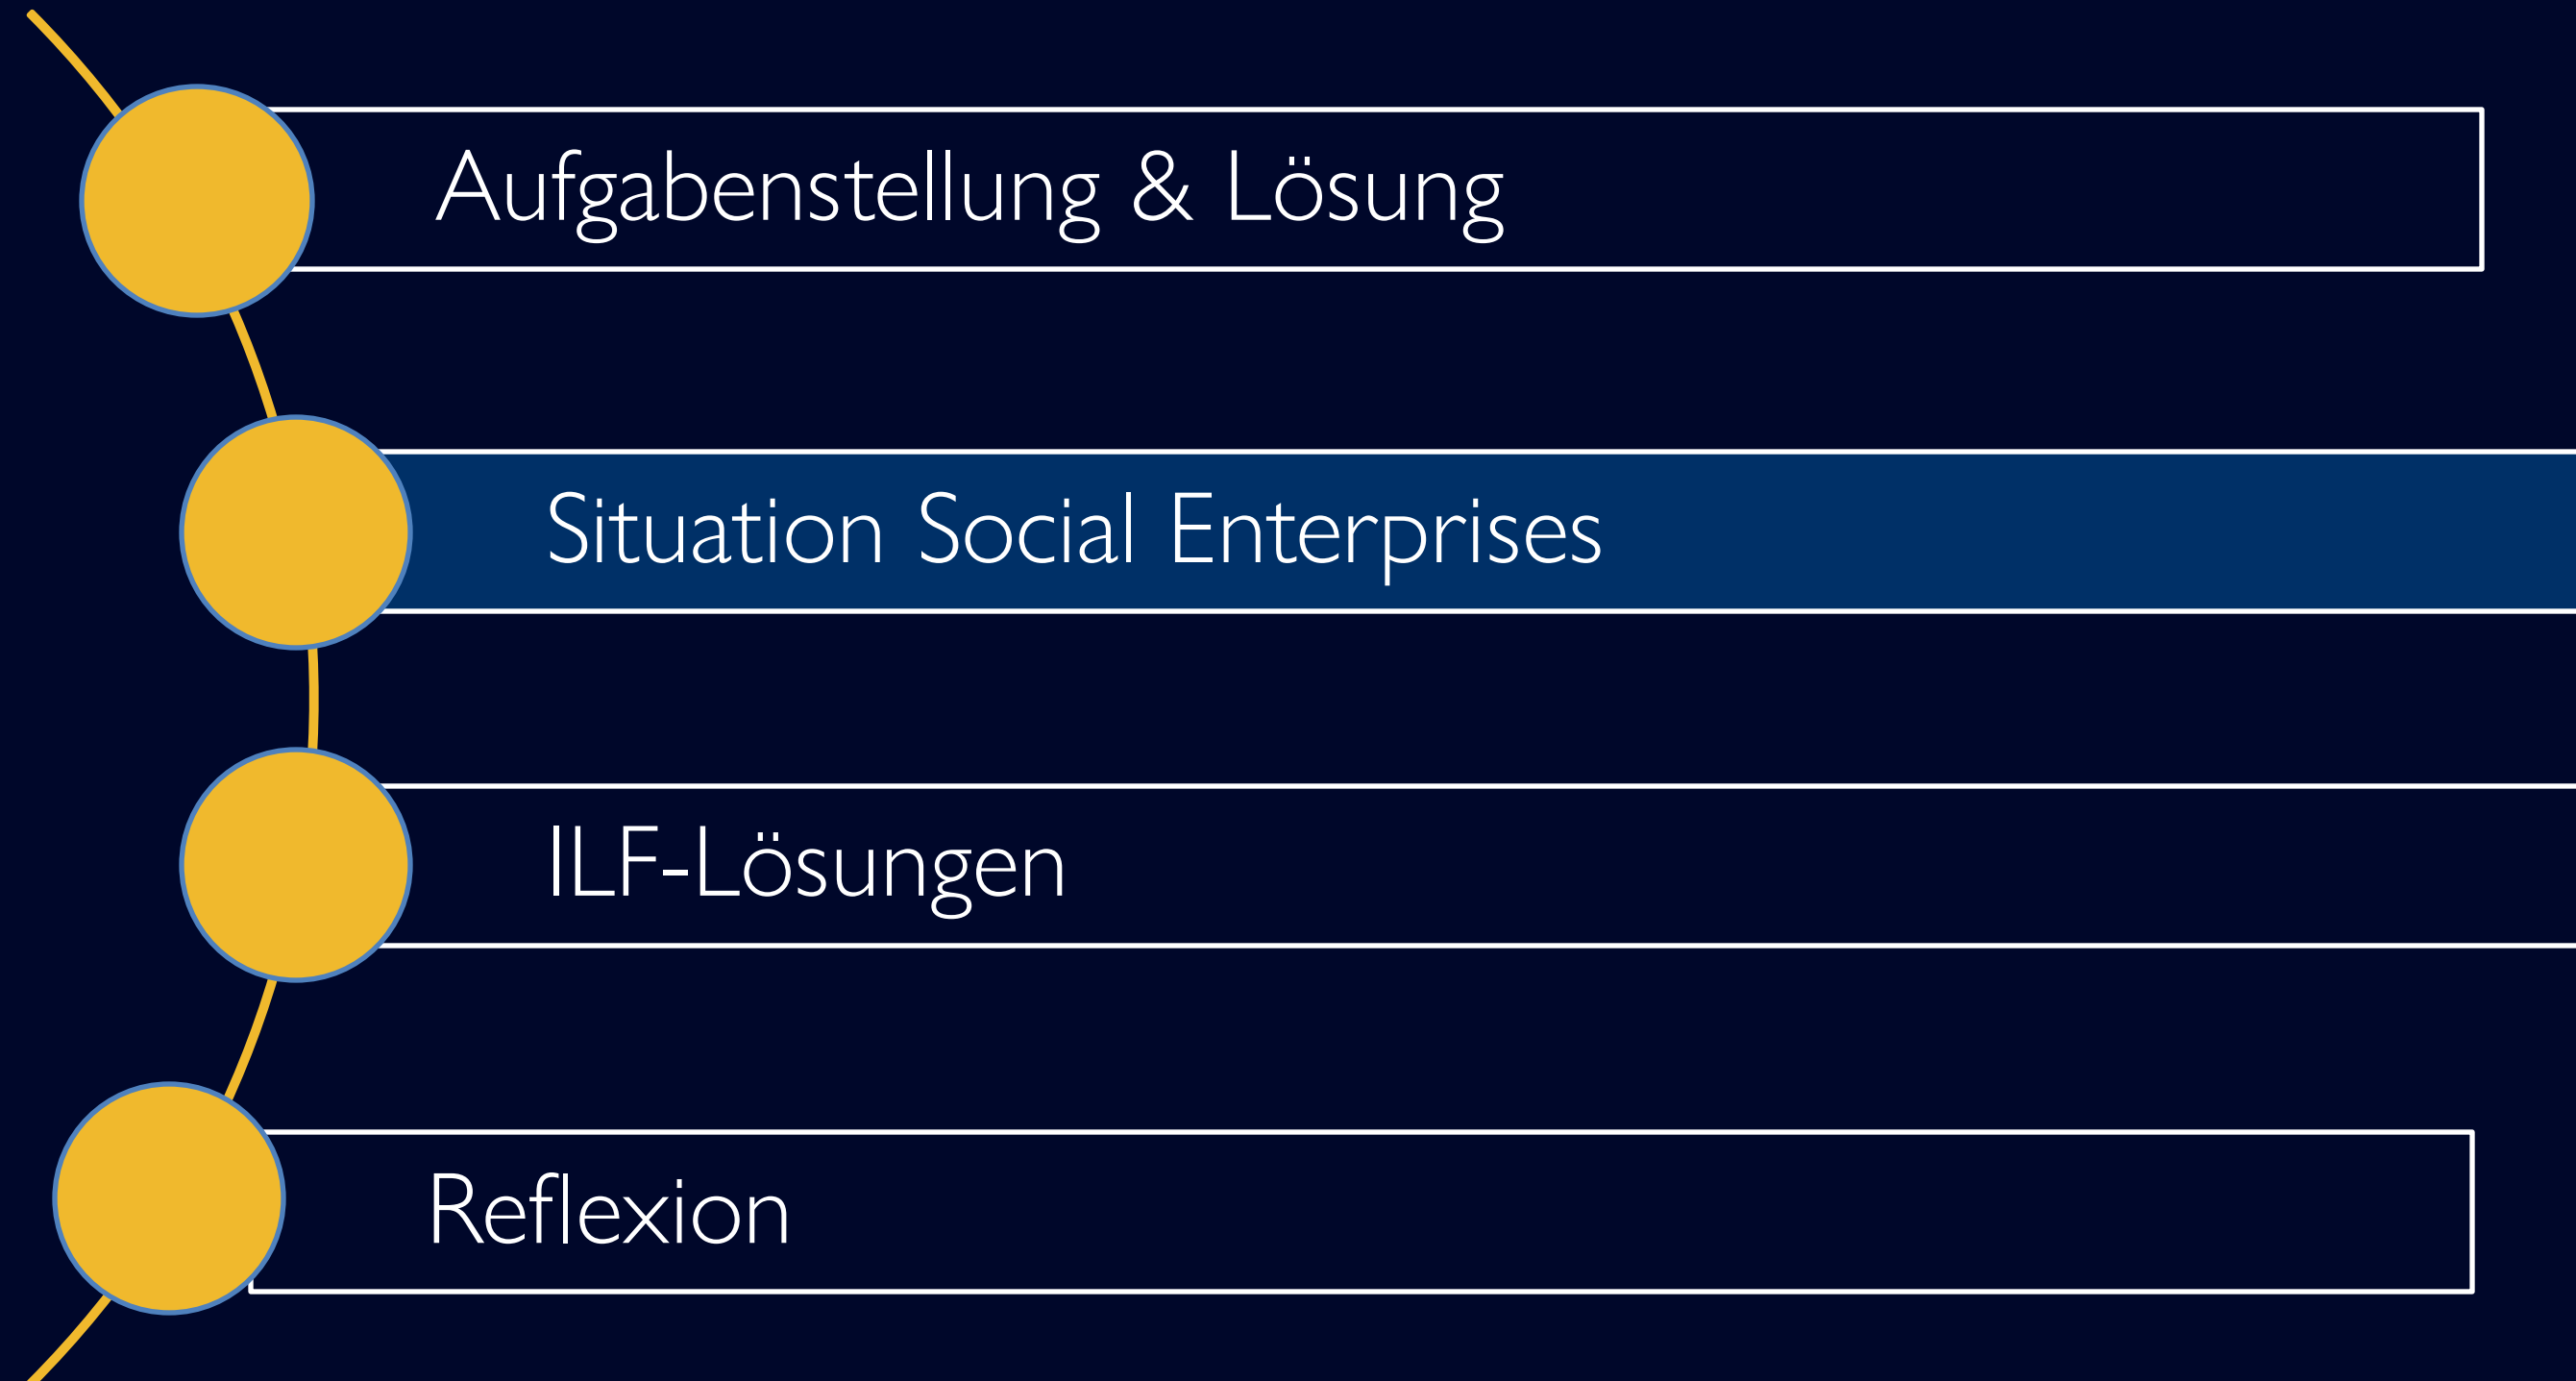 Aufgabenstellung & Lösung
Situation Social Enterprises
ILF-Lösungen
Reflexion